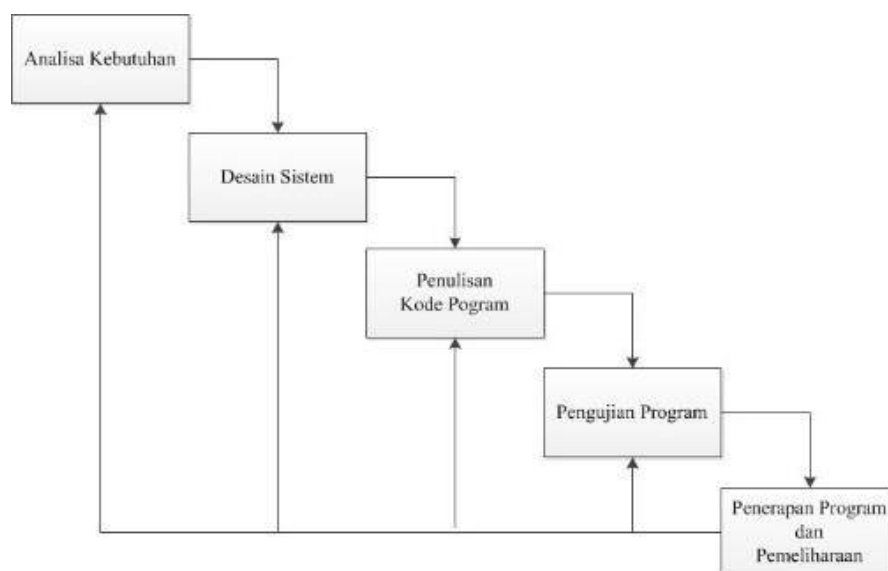 Analisa Kebutuhan
Desain Sistem
Penulisan
Kode Pogram
Pengujian Program
Penerapan Program
dan
Pemeliharaan